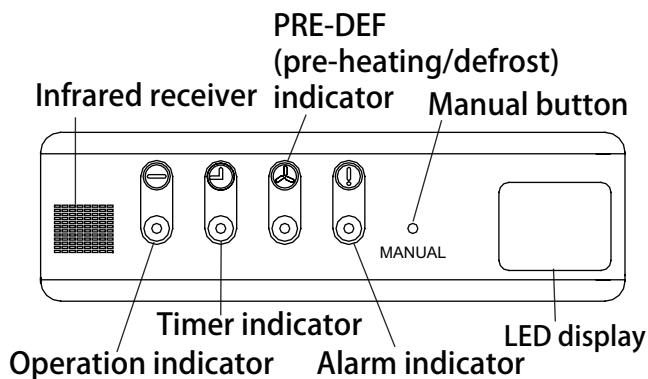 PRE-DEF
(pre-heating/defrost)
indicator
Infrared receiver
Manual button
MANUAL
Timer indicator
LED display
Operation indicator
Alarm indicator